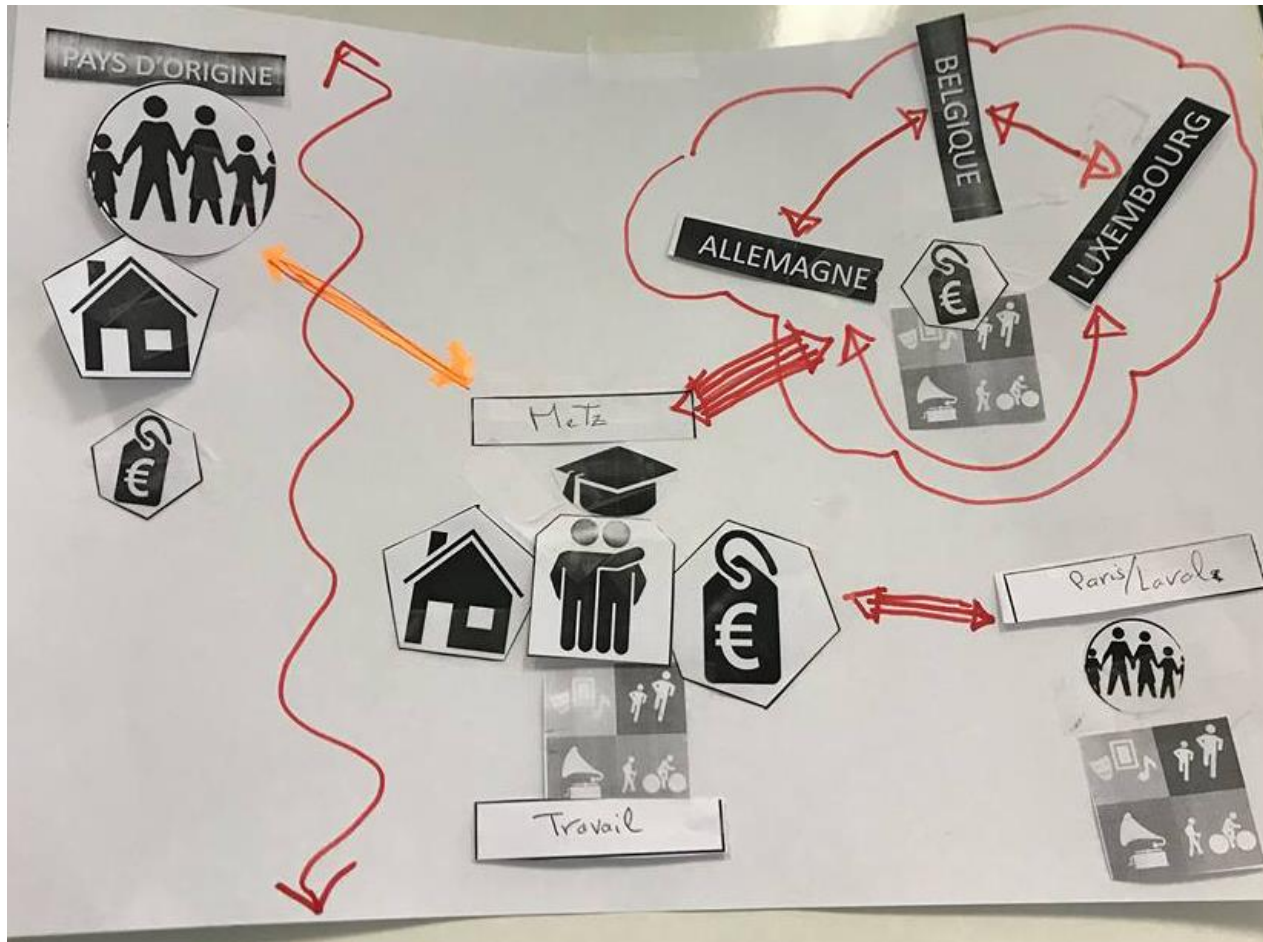 PAYS D'ORIGINE
BELGIQUE
LUXEMBOURG
ALLEMAGNE
€
€
Metz
€
Paris/Laval
Travail